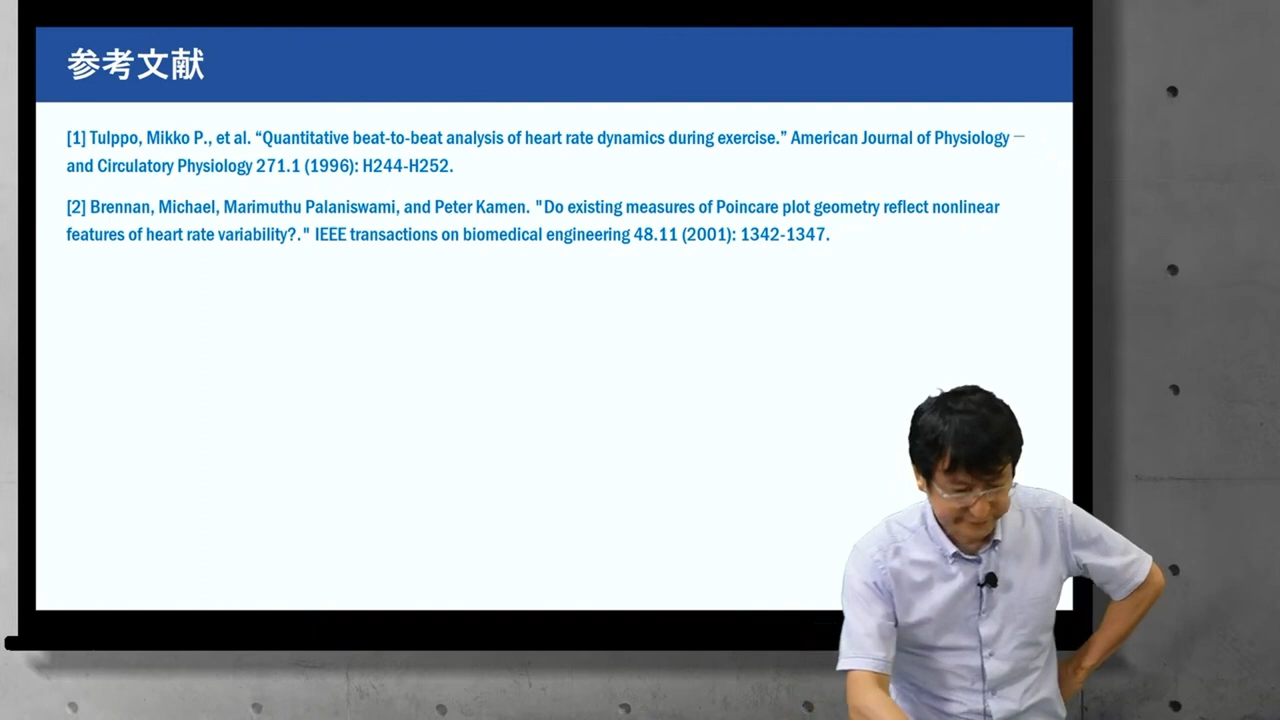 参考文献
[1] Tulppo, Mikko P., et al. “Quantitative beat-to-beat analysis of heart rate dynamics during exercise.” American Journal of Physiology —
and Circulatory Physiology 271.1 (1996): H244-H252.
[2] Brennan, Michael, Marimuthu Palaniswami, and Peter Kamen. "Do existing measures of Poincare plot geometry reflect nonlinear
features of heart rate variability?." IEEE transactions on biomedical engineering 48.11 (2001): 1342-1347.